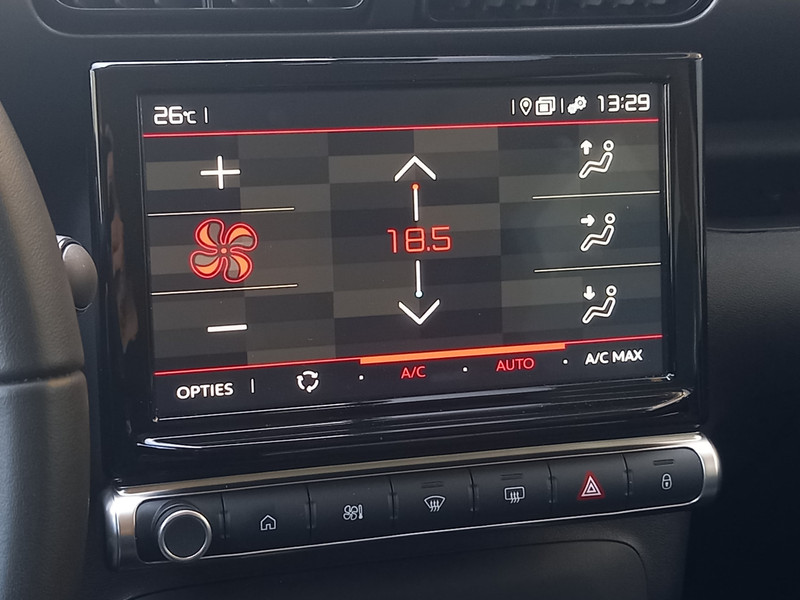 26°C
13:29
18.5
OPTIES A/C AUTO A/C MAX